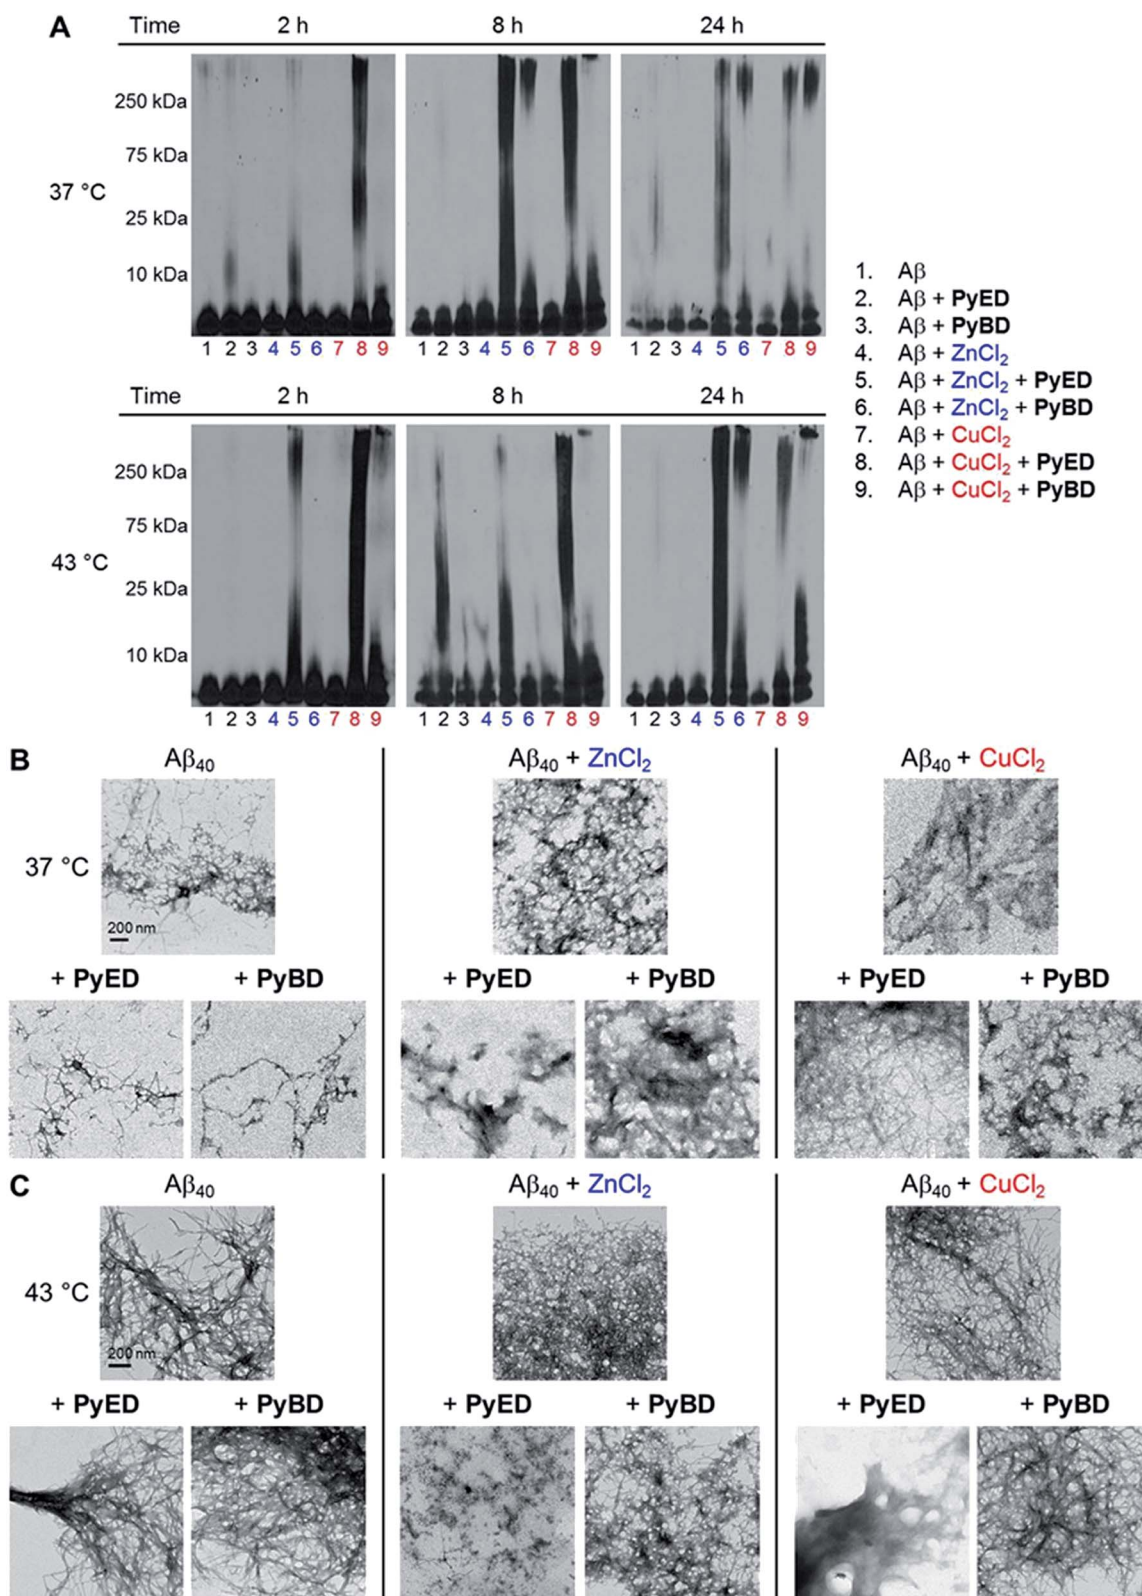 A
Time 2 h 8 h 24 h
250 kDa
75 kDa
37 °C
25 kDa
10 kDa
1 2 3 4 5 6 7 8 9 1 2 3 4 5 6 7 8 9 1 2 3 4 5 6 7 8 9
Time 2 h 8 h 24 h
250 kDa
75 kDa
43 °C
25 kDa
10 kDa
1 2 3 4 5 6 7 8 9 1 2 3 4 5 6 7 8 9 1 2 3 4 5 6 7 8 9
1. Aβ
2. Aβ + PyED
3. Aβ + PyBD
4. Aβ + ZnCl₂
5. Aβ + ZnCl₂ + PyED
6. Aβ + ZnCl₂ + PyBD
7. Aβ + CuCl₂
8. Aβ + CuCl₂ + PyED
9. Aβ + CuCl₂ + PyBD
B Aβ₄₀ Aβ₄₀ + ZnCl₂ Aβ₄₀ + CuCl₂
37 °C
200 nm
+ PyED + PyBD + PyED + PyBD + PyED + PyBD
C Aβ₄₀ Aβ₄₀ + ZnCl₂ Aβ₄₀ + CuCl₂
43 °C
200 nm
+ PyED + PyBD + PyED + PyBD + PyED + PyBD